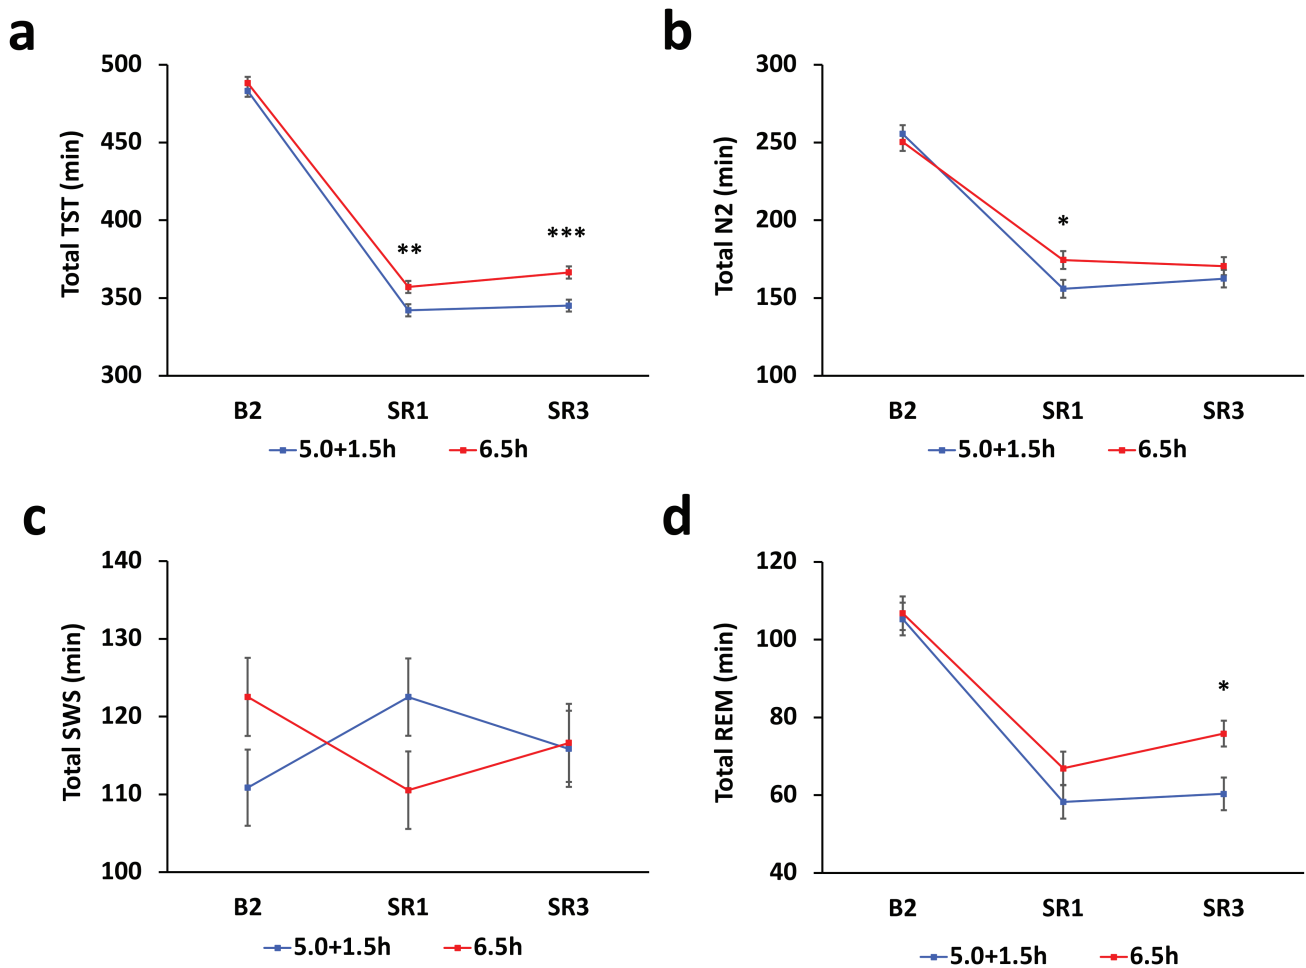 a
500
450
400
350
300
Total TST (min)
**
***
B2 SR1 SR3
5.0+1.5h 6.5h
b
300
250
200
150
100
Total N2 (min)
*
B2 SR1 SR3
5.0+1.5h 6.5h
c
140
130
120
110
100
Total SWS (min)
B2 SR1 SR3
5.0+1.5h 6.5h
d
120
100
80
60
40
Total REM (min)
*
B2 SR1 SR3
5.0+1.5h 6.5h